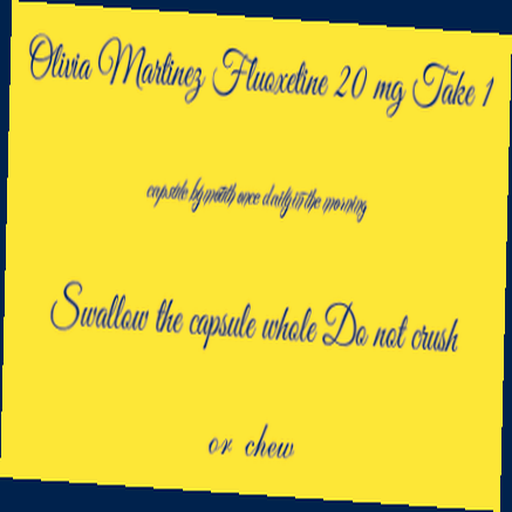 Olivia Martinez Fluoxetine 20 mg Take 1
capsule by mouth once daily in the morning
Swallow the capsule whole Do not crush
or chew